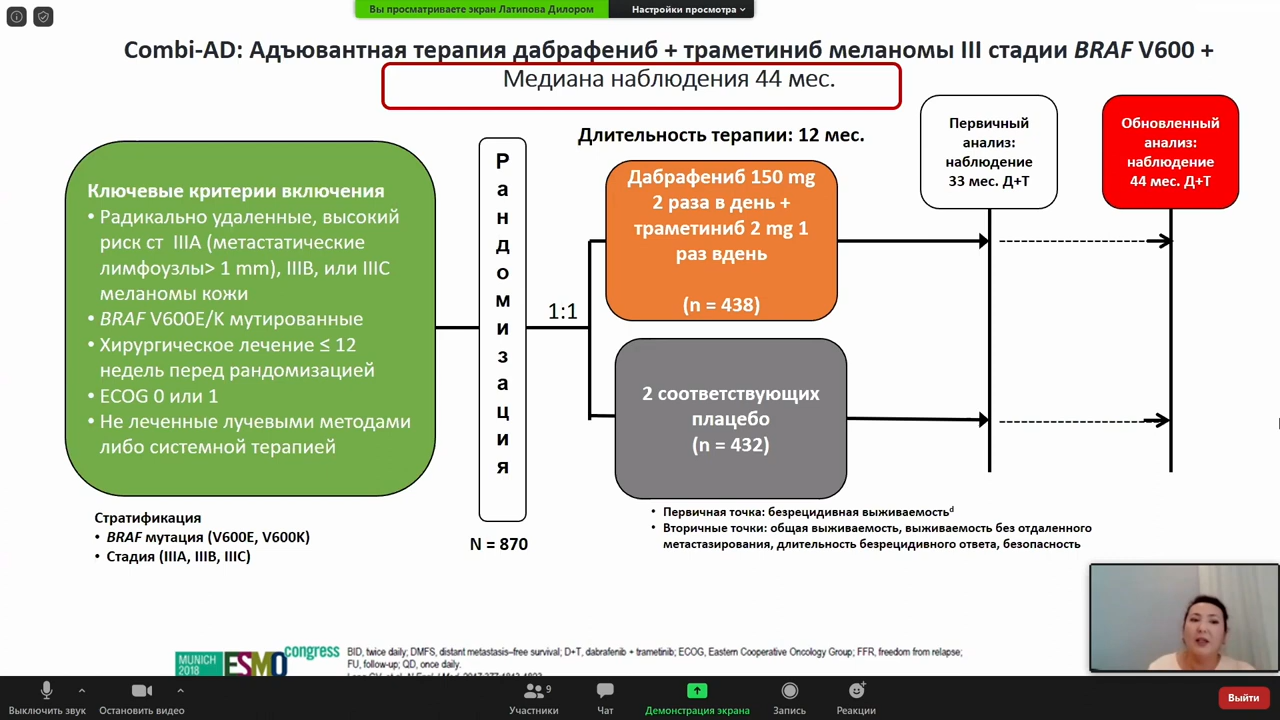 Вы просматриваете экран Латипова Дилором
Настройки просмотра
Combi-AD: Адъювантная терапия дабрафениб + траметиниб меланомы III стадии BRAF V600 +
Медиана наблюдения 44 мес.
Длительность терапии: 12 мес.
Первичный
анализ:
наблюдение
33 мес. Д+Т
Обновленный
анализ:
наблюдение
44 мес. Д+Т
Ключевые критерии включения
• Радикально удаленные, высокий
риск ст IIIA (метастатические
лимфоузлы> 1 mm), IIIB, или IIIC
меланомы кожи
• BRAF V600E/K мутированные
• Хирургическое лечение ≤ 12
недель перед рандомизацией
• ECOG 0 или 1
• Не леченные лучевыми методами
либо системной терапией
Р
а
н
д
о
м
и
з
а
ц
и
я
1:1
Дабрафениб 150 mg
2 раза в день +
траметиниб 2 mg 1
раз вдень
(n = 438)
2 соответствующих
плацебо
(n = 432)
Стратификация
• BRAF мутация (V600E, V600K)
• Стадия (IIIA, IIIB, IIIC)
N = 870
• Первичная точка: безрецидивная выживаемостьd
• Вторичные точки: общая выживаемость, выживаемость без отдаленного
метастазирования, длительность безрецидивного ответа, безопасность
MUNICH
2018
ESMO
congress
BID, twice daily; DMFS, distant metastasis–free survival; D+T, dabrafenib + trametinib; ECOG, Eastern Cooperative Oncology Group; FFR, freedom from relapse;
FU, follow-up; QD, once daily.
Выключить звук
Остановить видео
9
Участники
Чат
Демонстрация экрана
Запись
Реакции
Выйти